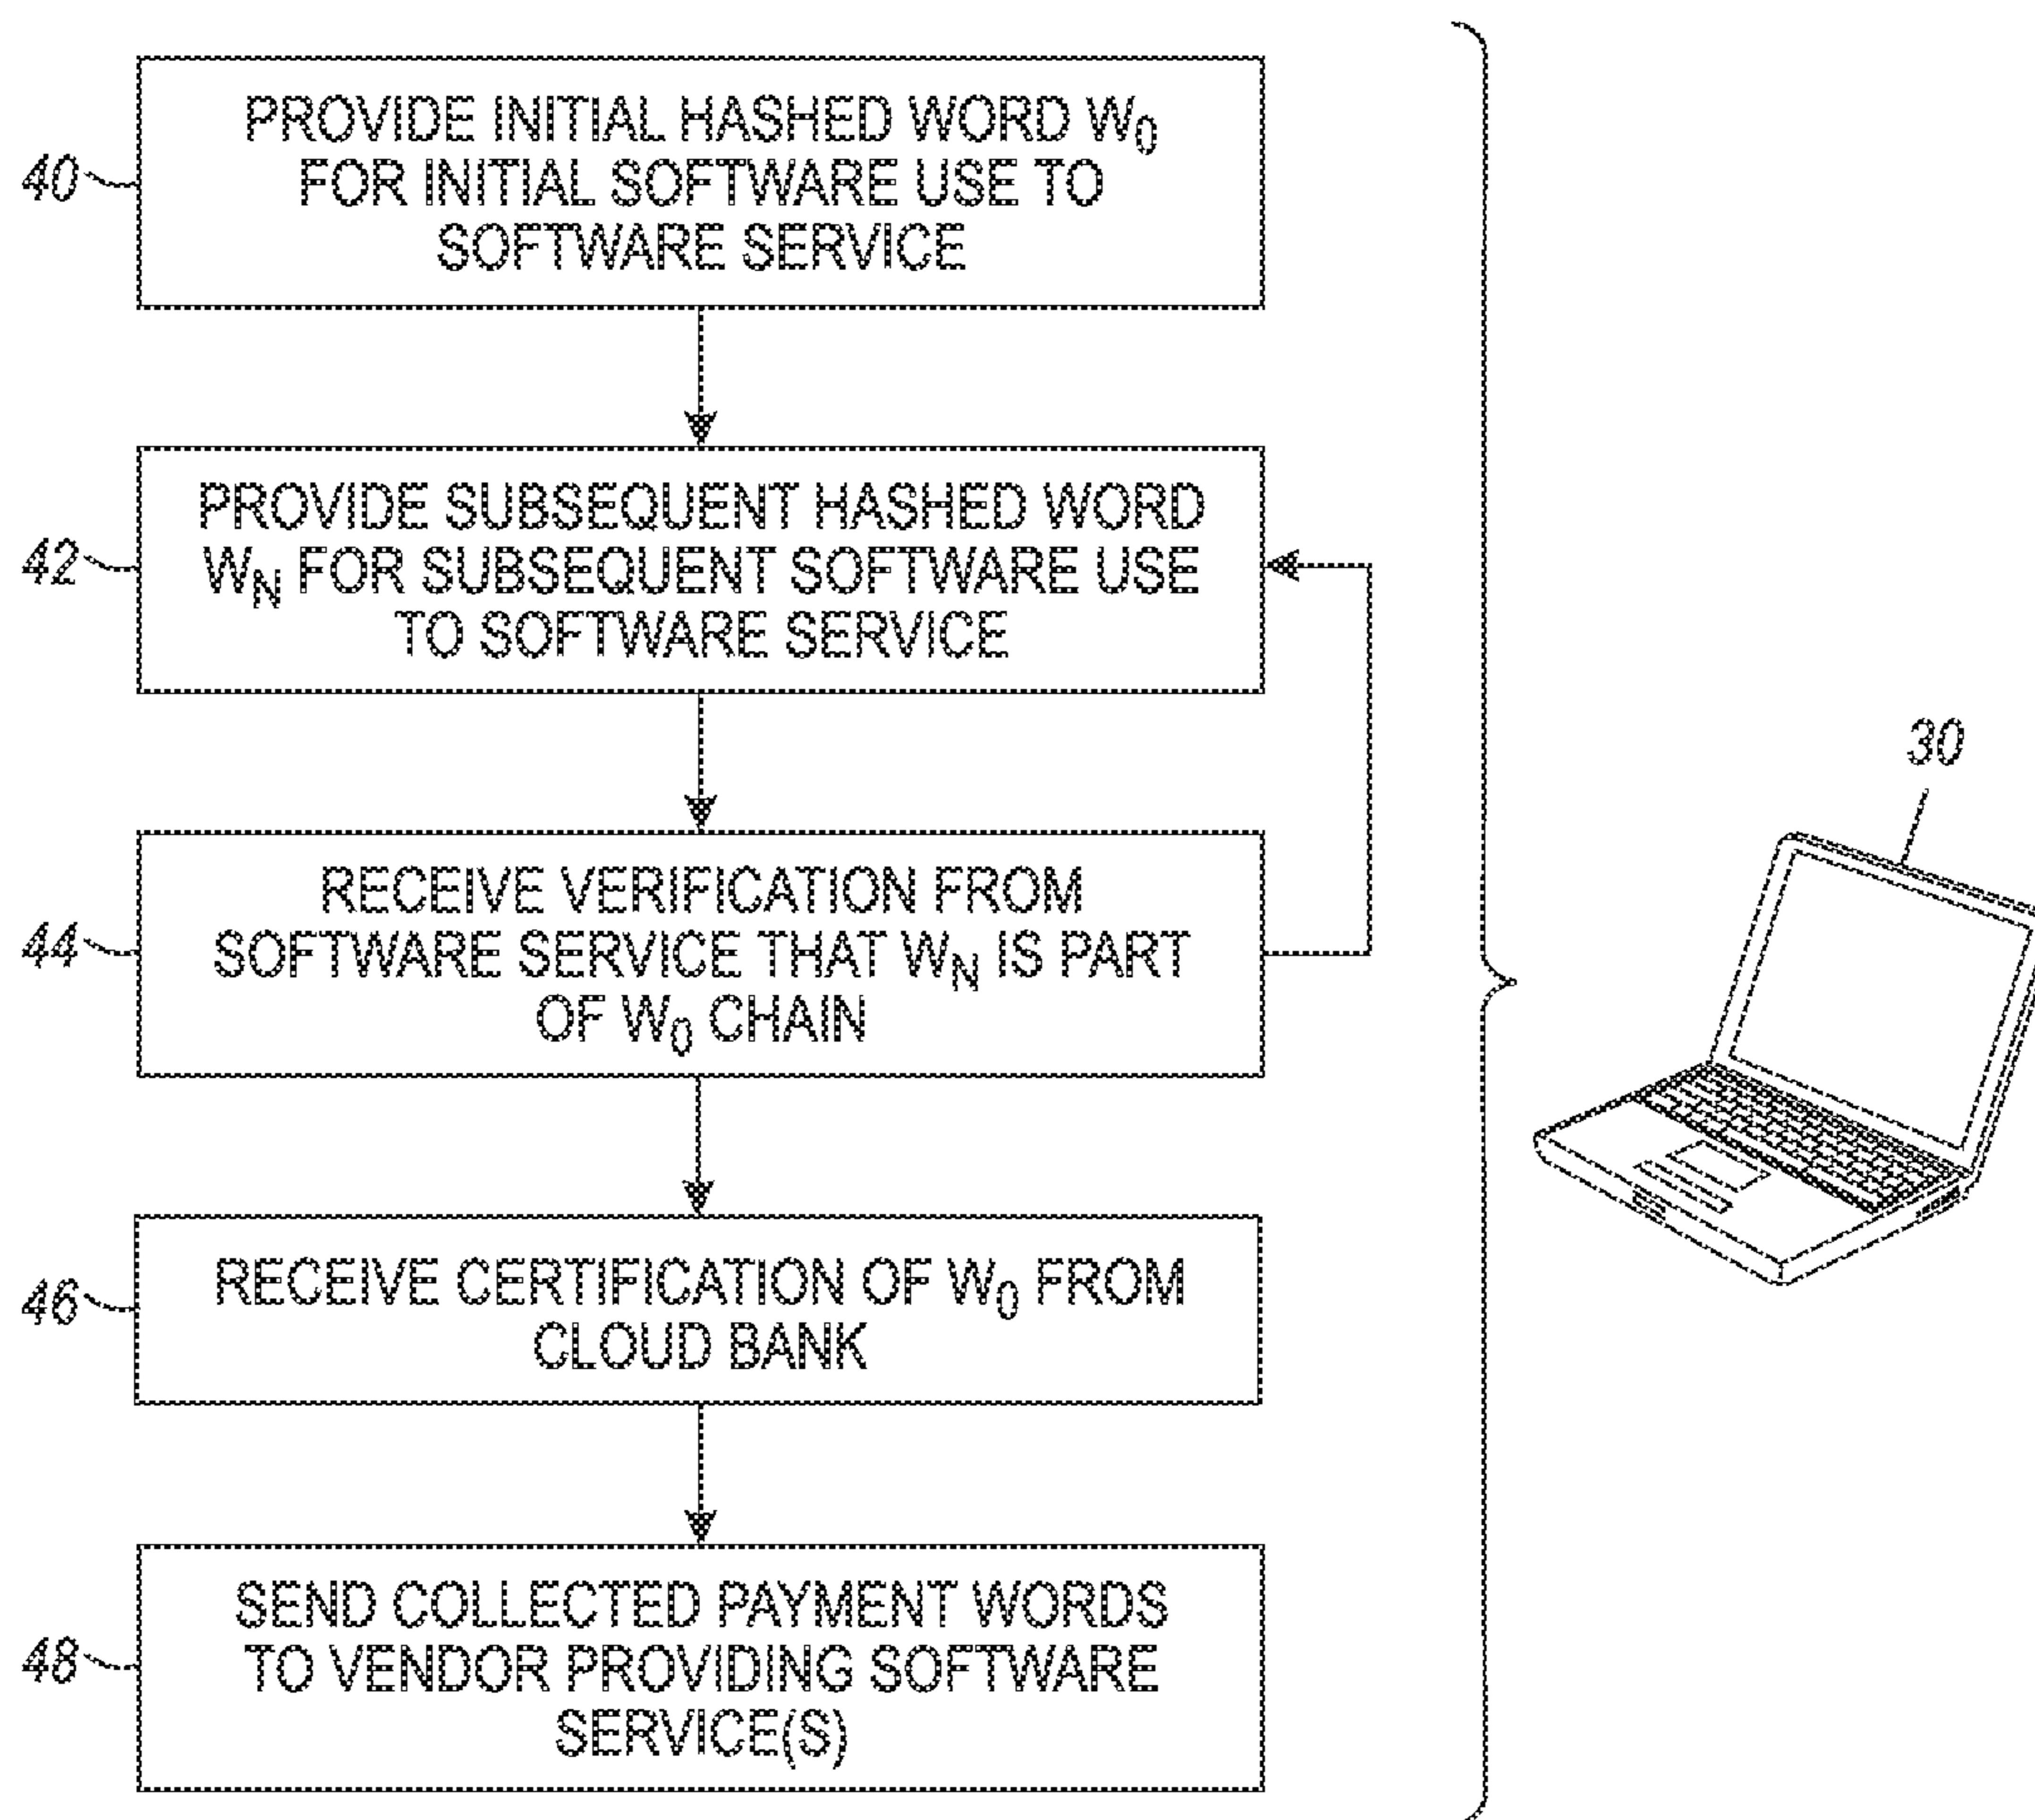 40
PROVIDE INITIAL HASHED WORD W₀
FOR INITIAL SOFTWARE USE TO
SOFTWARE SERVICE
42
PROVIDE SUBSEQUENT HASHED WORD
W_N FOR SUBSEQUENT SOFTWARE USE
TO SOFTWARE SERVICE
44
RECEIVE VERIFICATION FROM
SOFTWARE SERVICE THAT W_N IS PART
OF W₀ CHAIN
46
RECEIVE CERTIFICATION OF W₀ FROM
CLOUD BANK
48
SEND COLLECTED PAYMENT WORDS
TO VENDOR PROVIDING SOFTWARE
SERVICE(S)
30